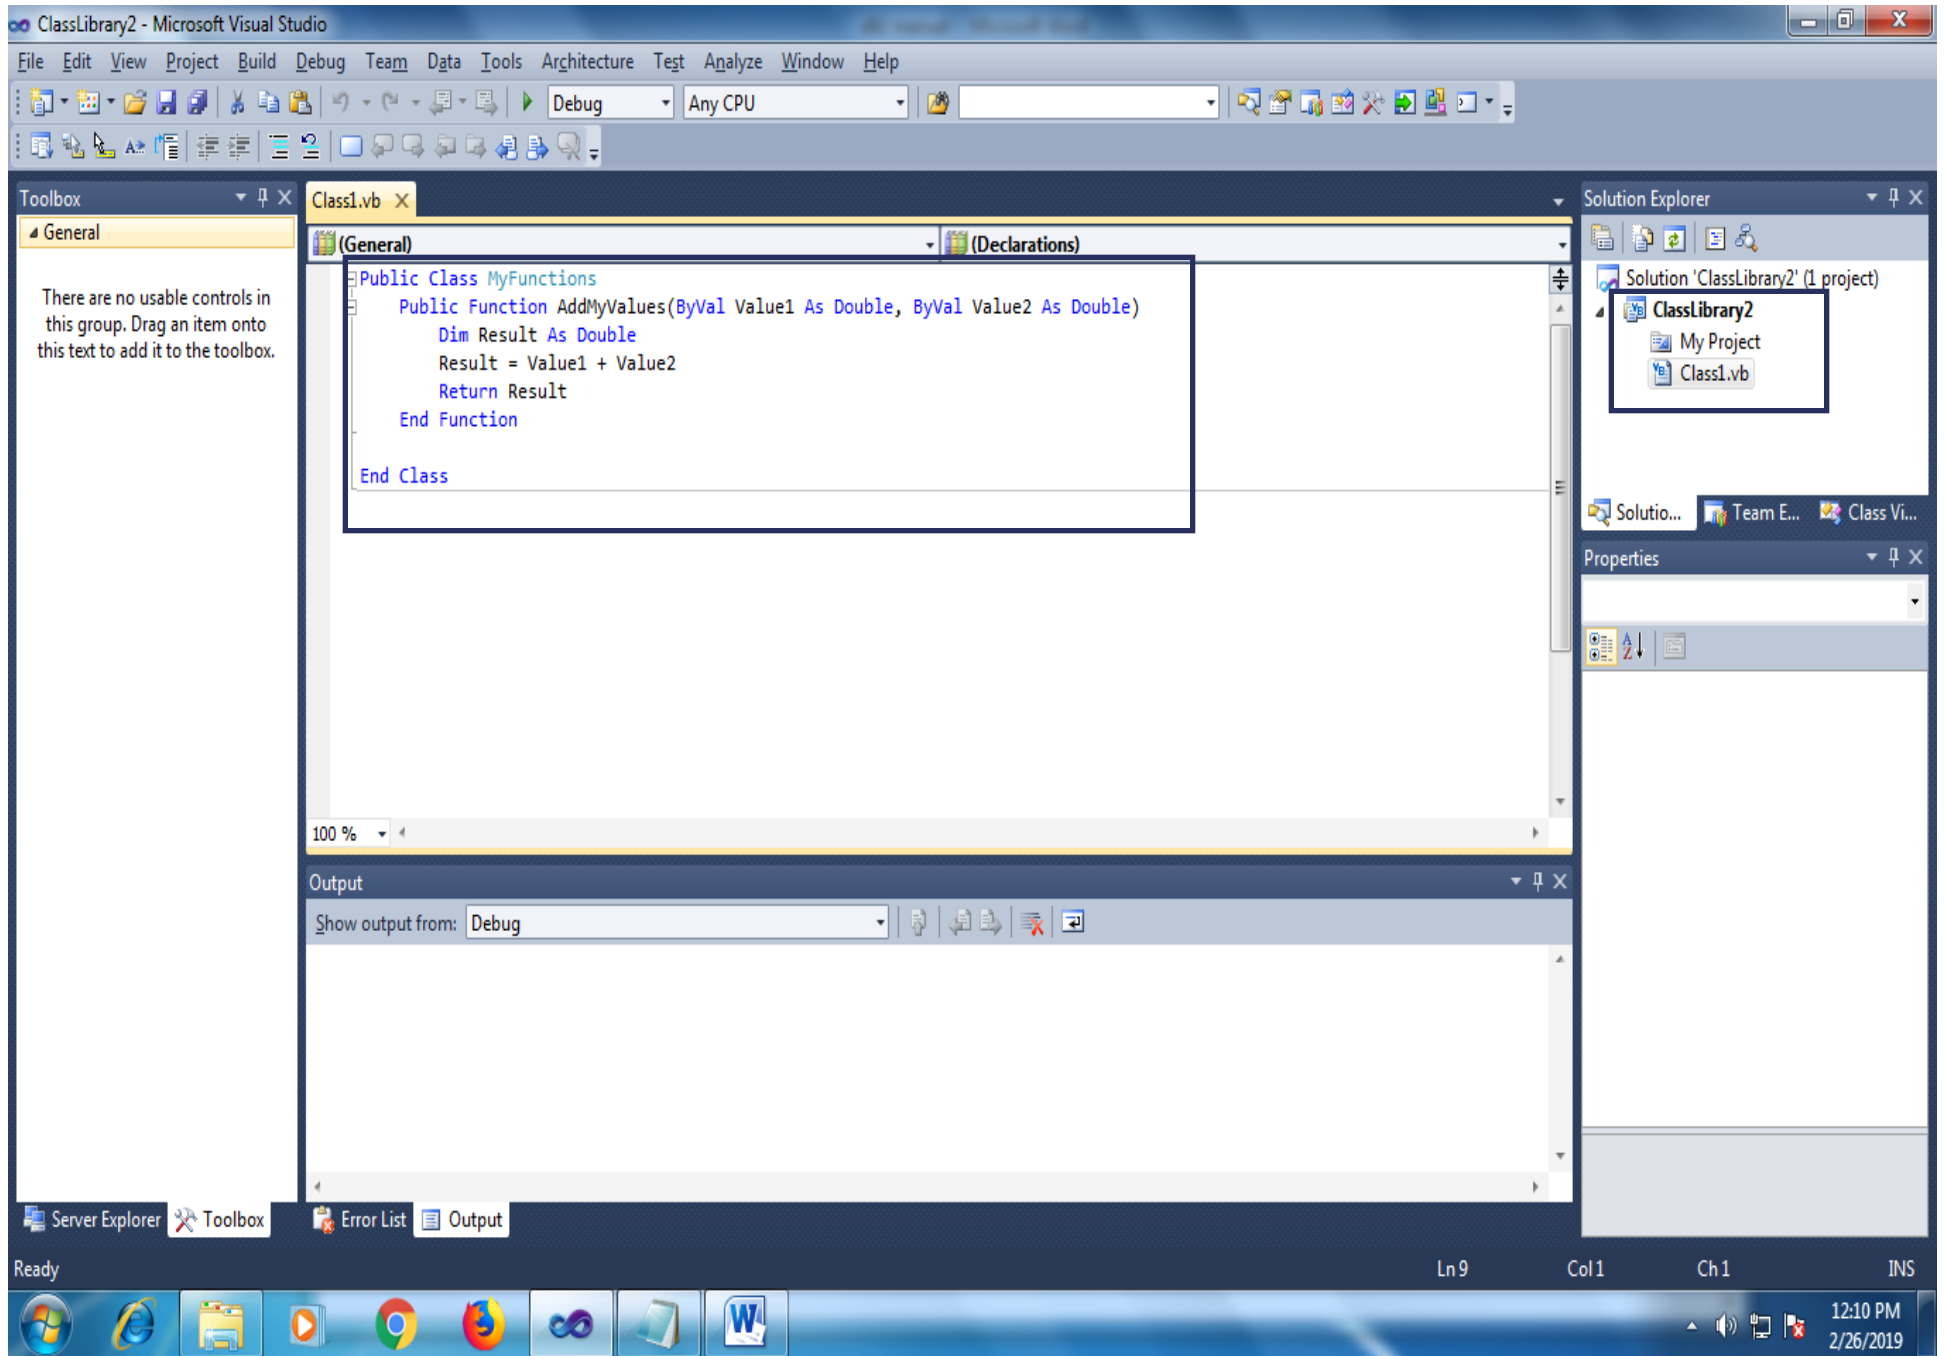 ClassLibrary2 - Microsoft Visual Studio
File Edit View Project Build Debug Team Data Tools Architecture Test Analyze Window Help
Debug Any CPU
Toolbox
General
There are no usable controls in
this group. Drag an item onto
this text to add it to the toolbox.
Class1.vb
(General) (Declarations)
Public Class MyFunctions
Public Function AddMyValues(ByVal Value1 As Double, ByVal Value2 As Double)
Dim Result As Double
Result = Value1 + Value2
Return Result
End Function
End Class
100 %
Solution Explorer
Solution 'ClassLibrary2' (1 project)
ClassLibrary2
My Project
Class1.vb
Solutio... Team E... Class Vi...
Properties
Output
Show output from: Debug
Server Explorer Toolbox
Error List Output
Ready Ln 9 Col 1 Ch 1 INS
12:10 PM
2/26/2019